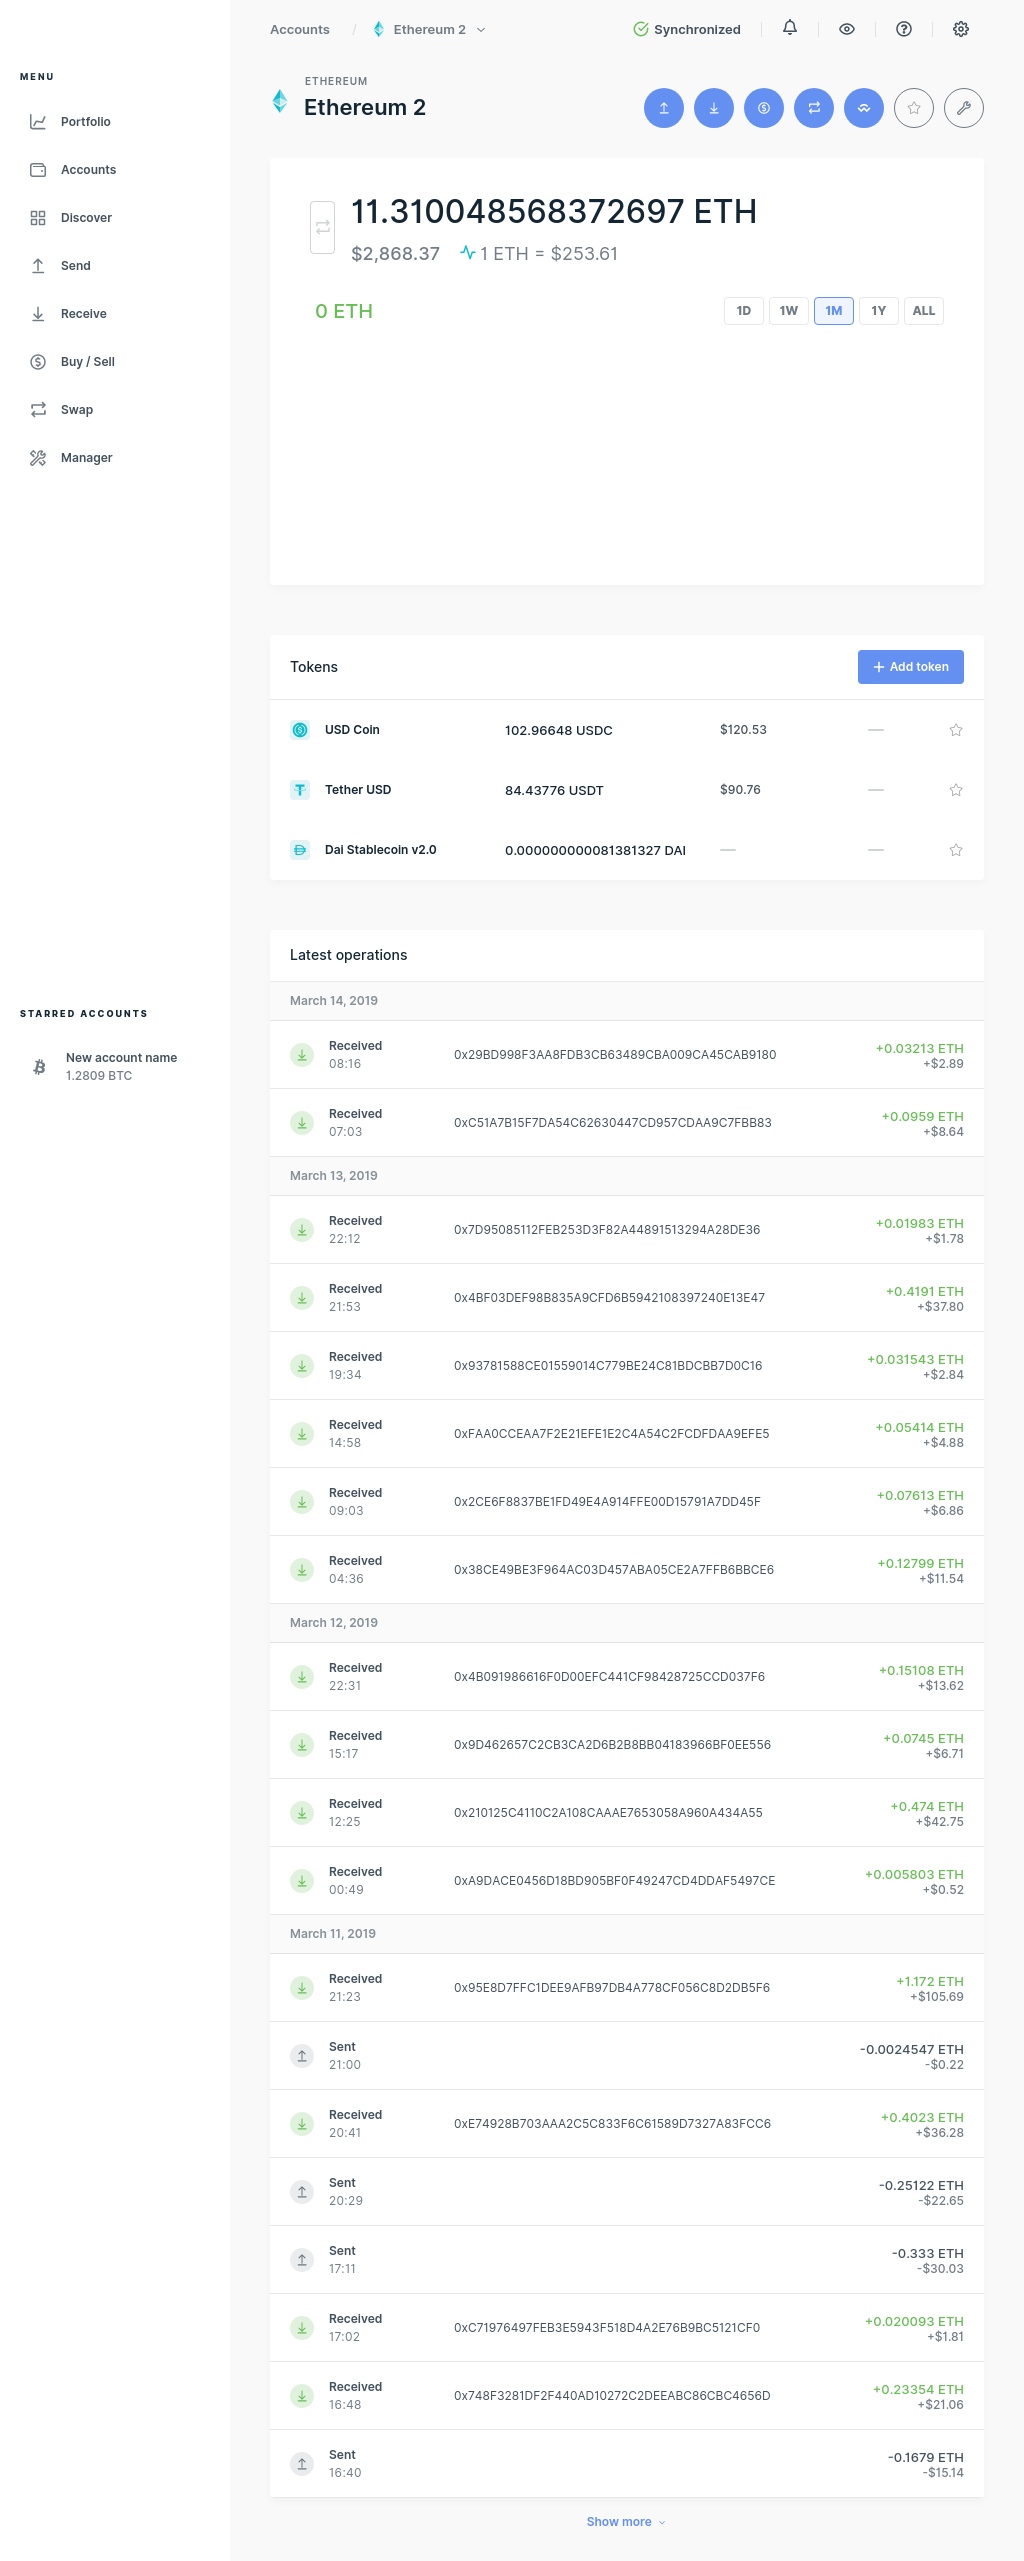 Accounts / Ethereum 2
Synchronized
MENU
Portfolio
Accounts
Discover
Send
Receive
Buy / Sell
Swap
Manager
STARRED ACCOUNTS
New account name
1.2809 BTC
ETHEREUM
Ethereum 2
11.310048568372697 ETH
$2,868.37 1 ETH = $253.61
0 ETH
1D 1W 1M 1Y ALL
Tokens
Add token
USD Coin 102.96648 USDC $120.53 —
Tether USD 84.43776 USDT $90.76 —
Dai Stablecoin v2.0 0.000000000081381327 DAI — —
Latest operations
March 14, 2019
Received 0x29BD998F3AA8FDB3CB63489CBA009CA45CAB9180 +0.03213 ETH
08:16 +$2.89
Received 0xC51A7B15F7DA54C62630447CD957CDAA9C7FBB83 +0.0959 ETH
07:03 +$8.64
March 13, 2019
Received 0x7D95085112FEB253D3F82A44891513294A28DE36 +0.01983 ETH
22:12 +$1.78
Received 0x4BF03DEF98B835A9CFD6B5942108397240E13E47 +0.4191 ETH
21:53 +$37.80
Received 0x93781588CE01559014C779BE24C81BDCBB7D0C16 +0.031543 ETH
19:34 +$2.84
Received 0xFAA0CCEAA7F2E21EFE1E2C4A54C2FCDFDAA9EFE5 +0.05414 ETH
14:58 +$4.88
Received 0x2CE6F8837BE1FD49E4A914FFE00D15791A7DD45F +0.07613 ETH
09:03 +$6.86
Received 0x38CE49BE3F964AC03D457ABA05CE2A7FFB6BBCE6 +0.12799 ETH
04:36 +$11.54
March 12, 2019
Received 0x4B091986616F0D00EFC441CF98428725CCD037F6 +0.15108 ETH
22:31 +$13.62
Received 0x9D462657C2CB3CA2D6B2B8BB04183966BF0EE556 +0.0745 ETH
15:17 +$6.71
Received 0x210125C4110C2A108CAAAE7653058A960A434A55 +0.474 ETH
12:25 +$42.75
Received 0xA9DACE0456D18BD905BF0F49247CD4DDAF5497CE +0.005803 ETH
00:49 +$0.52
March 11, 2019
Received 0x95E8D7FFC1DEE9AFB97DB4A778CF056C8D2DB5F6 +1.172 ETH
21:23 +$105.69
Sent -0.0024547 ETH
21:00 -$0.22
Received 0xE74928B703AAA2C5C833F6C61589D7327A83FCC6 +0.4023 ETH
20:41 +$36.28
Sent -0.25122 ETH
20:29 -$22.65
Sent -0.333 ETH
17:11 -$30.03
Received 0xC71976497FEB3E5943F518D4A2E76B9BC5121CF0 +0.020093 ETH
17:02 +$1.81
Received 0x748F3281DF2F440AD10272C2DEEABC86CBC4656D +0.23354 ETH
16:48 +$21.06
Sent -0.1679 ETH
16:40 -$15.14
Show more